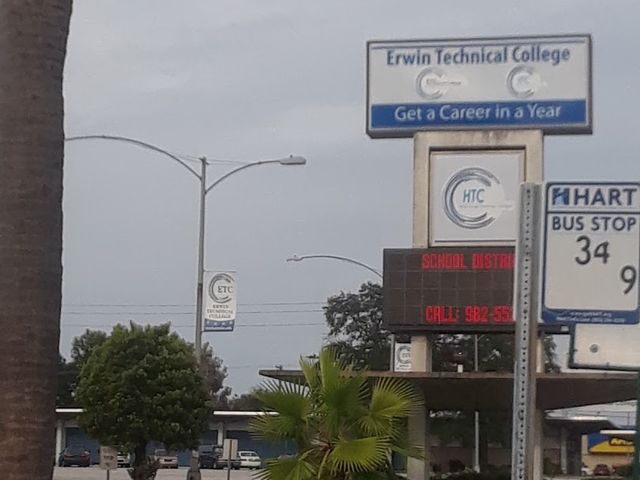 Erwin Technical College
Get a Career in a Year
HTC
SCHOOL DISTRI
CALL: 982-55
HART
BUS STOP
34
9
ETC
ERWIN
TECHNICAL
COLLEGE